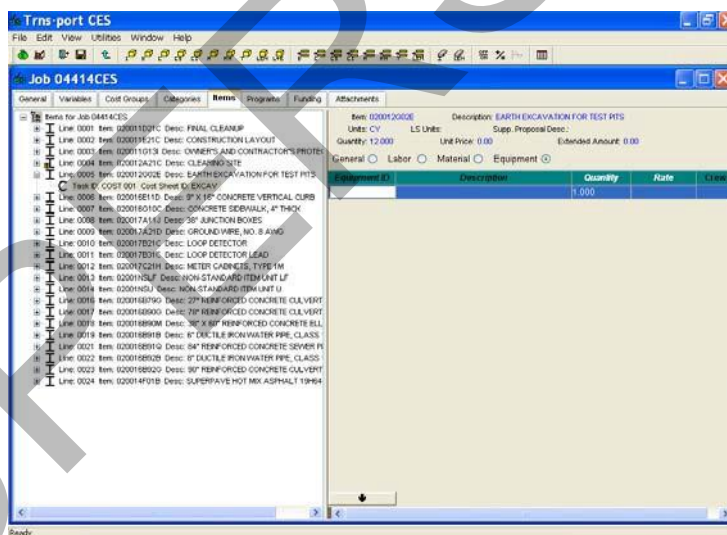 Trns·port CES
File Edit View Utilities Window Help
Job 04414CES
General Variables Cost Groups Categories Items Programs Funding Attachments
Items for Job 04414CES
Line: 0001 Item: 020011D21C Desc: FINAL CLEANUP
Line: 0002 Item: 020011E21C Desc: CONSTRUCTION LAYOUT
Line: 0003 Item: 020011G13I Desc: OWNER'S AND CONTRACTOR'S PROTE
Line: 0004 Item: 020012A21C Desc: CLEARING SITE
Line: 0005 Item: 020012002E Desc: EARTH EXCAVATION FOR TEST PITS
Task ID: COST 001 Cost Sheet ID: EXCAV
Line: 0006 Item: 020016E11D Desc: 9" X 16" CONCRETE VERTICAL CURB
Line: 0007 Item: 020016G10C Desc: CONCRETE SIDEWALK, 4" THICK
Line: 0008 Item: 020017A11J Desc: 36" JUNCTION BOXES
Line: 0009 Item: 020017A21D Desc: GROUND WIRE, NO. 8 AWG
Line: 0010 Item: 020017B21C Desc: LOOP DETECTOR
Line: 0011 Item: 020017B31C Desc: LOOP DETECTOR LEAD
Line: 0012 Item: 020017C21H Desc: METER CABINETS, TYPE 1M
Line: 0013 Item: 02001NSLF Desc: NON-STANDARD ITEM UNIT LF
Line: 0014 Item: 02001NSU Desc: NON-STANDARD ITEM UNIT U
Line: 0016 Item: 020016B79G Desc: 27" REINFORCED CONCRETE CULVERT
Line: 0017 Item: 020016B90G Desc: 78" REINFORCED CONCRETE CULVERT
Line: 0018 Item: 020016B90M Desc: 38" X 60" REINFORCED CONCRETE ELL
Line: 0019 Item: 020016B91B Desc: 6" DUCTILE IRON WATER PIPE, CLASS
Line: 0021 Item: 020016B91Q Desc: 84" REINFORCED CONCRETE SEWER PI
Line: 0022 Item: 020016B92B Desc: 8" DUCTILE IRON WATER PIPE, CLASS
Line: 0023 Item: 020016B92G Desc: 90" REINFORCED CONCRETE CULVERT
Line: 0024 Item: 020014F01B Desc: SUPERPAVE HOT MIX ASPHALT 19H64
Item: 020012002E Description: EARTH EXCAVATION FOR TEST PITS
Units: CY LS Units: Supp. Proposal Desc.:
Quantity: 12.000 Unit Price: 0.00 Extended Amount: 0.00
General Labor Material Equipment
Equipment ID Description Quantity Rate Crew
1.000
Ready